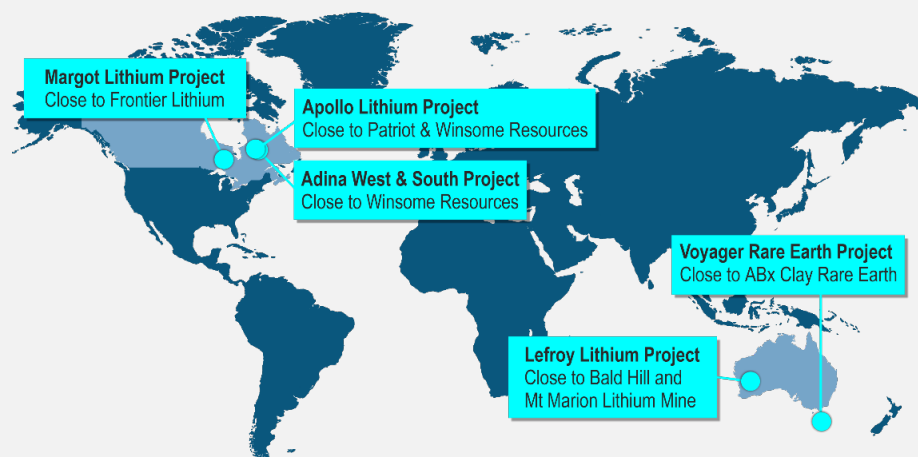 Margot Lithium Project
Close to Frontier Lithium
Apollo Lithium Project
Close to Patriot & Winsome Resources
Adina West & South Project
Close to Winsome Resources
Voyager Rare Earth Project
Close to ABx Clay Rare Earth
Lefroy Lithium Project
Close to Bald Hill and
Mt Marion Lithium Mine